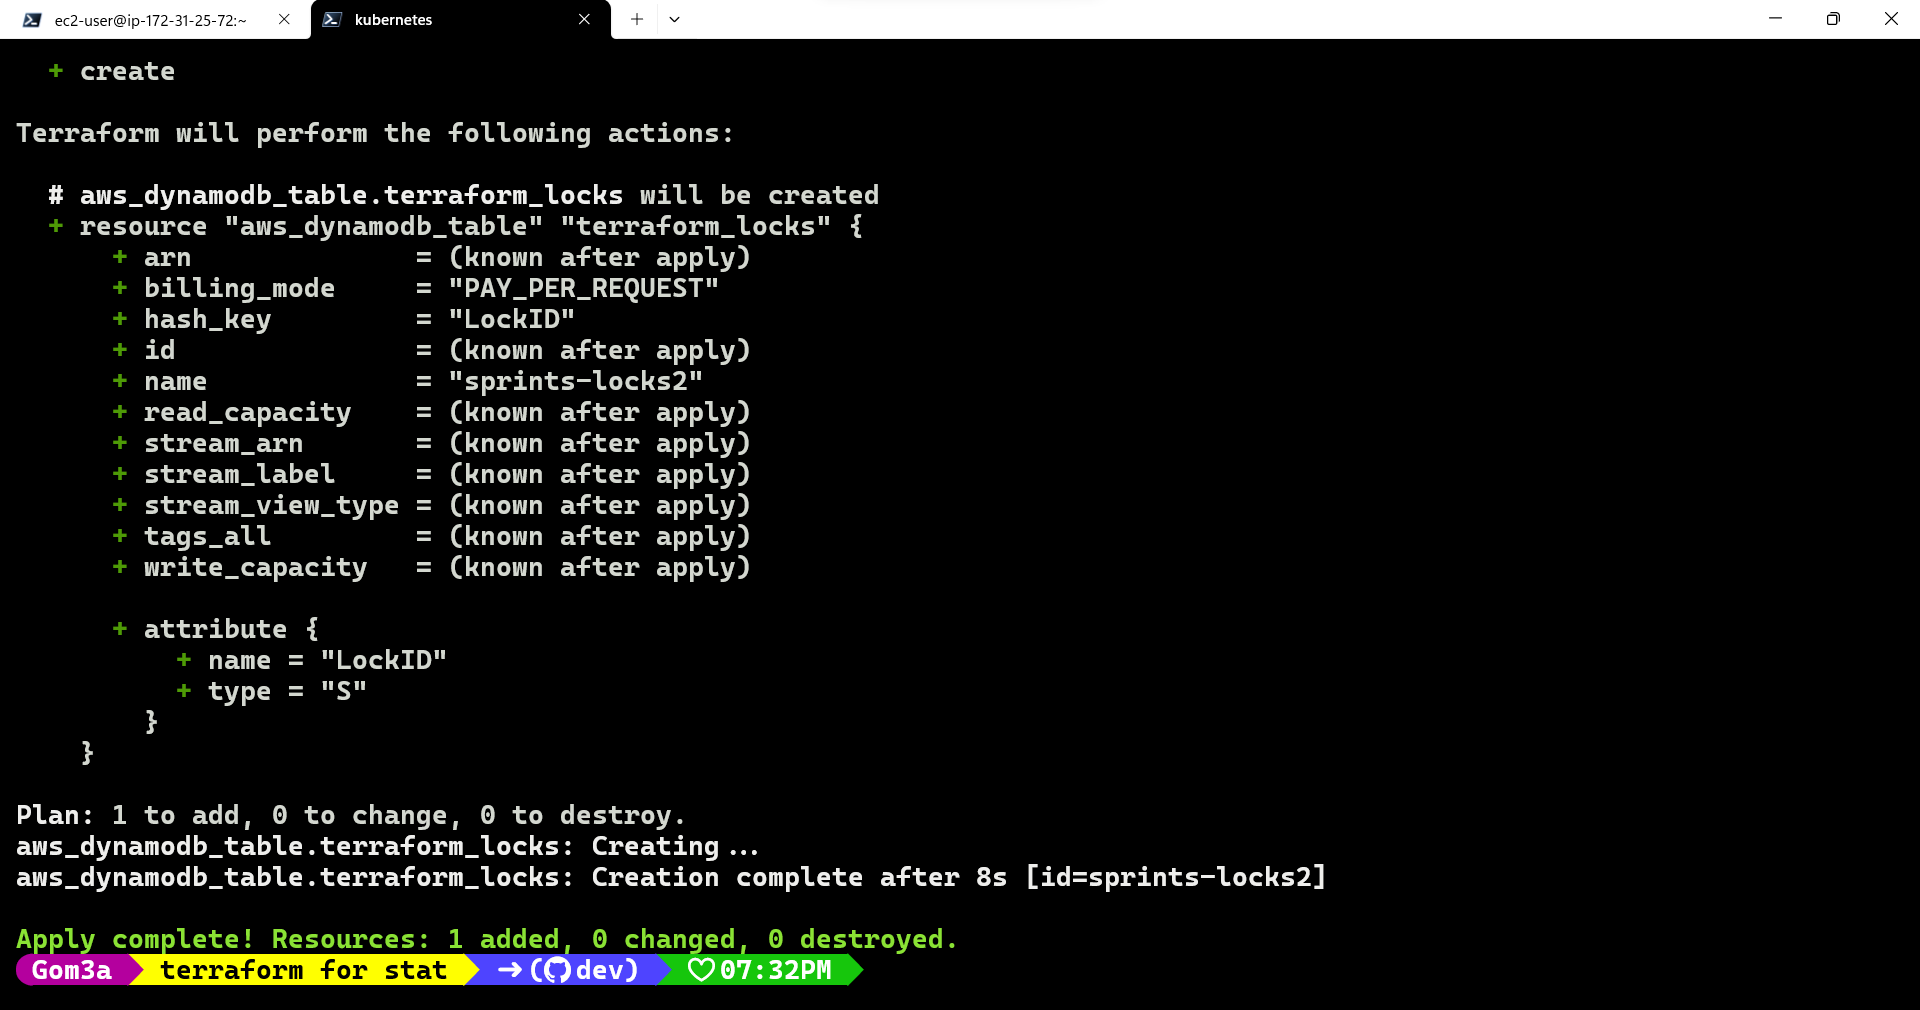 ec2-user@ip-172-31-25-72:~ kubernetes
+ create
Terraform will perform the following actions:
# aws_dynamodb_table.terraform_locks will be created
+ resource "aws_dynamodb_table" "terraform_locks" {
+ arn = (known after apply)
+ billing_mode = "PAY_PER_REQUEST"
+ hash_key = "LockID"
+ id = (known after apply)
+ name = "sprints-locks2"
+ read_capacity = (known after apply)
+ stream_arn = (known after apply)
+ stream_label = (known after apply)
+ stream_view_type = (known after apply)
+ tags_all = (known after apply)
+ write_capacity = (known after apply)
+ attribute {
+ name = "LockID"
+ type = "S"
}
}
Plan: 1 to add, 0 to change, 0 to destroy.
aws_dynamodb_table.terraform_locks: Creating...
aws_dynamodb_table.terraform_locks: Creation complete after 8s [id=sprints-locks2]
Apply complete! Resources: 1 added, 0 changed, 0 destroyed.
Gom3a terraform for stat ➜ (dev) ♡ 07:32PM